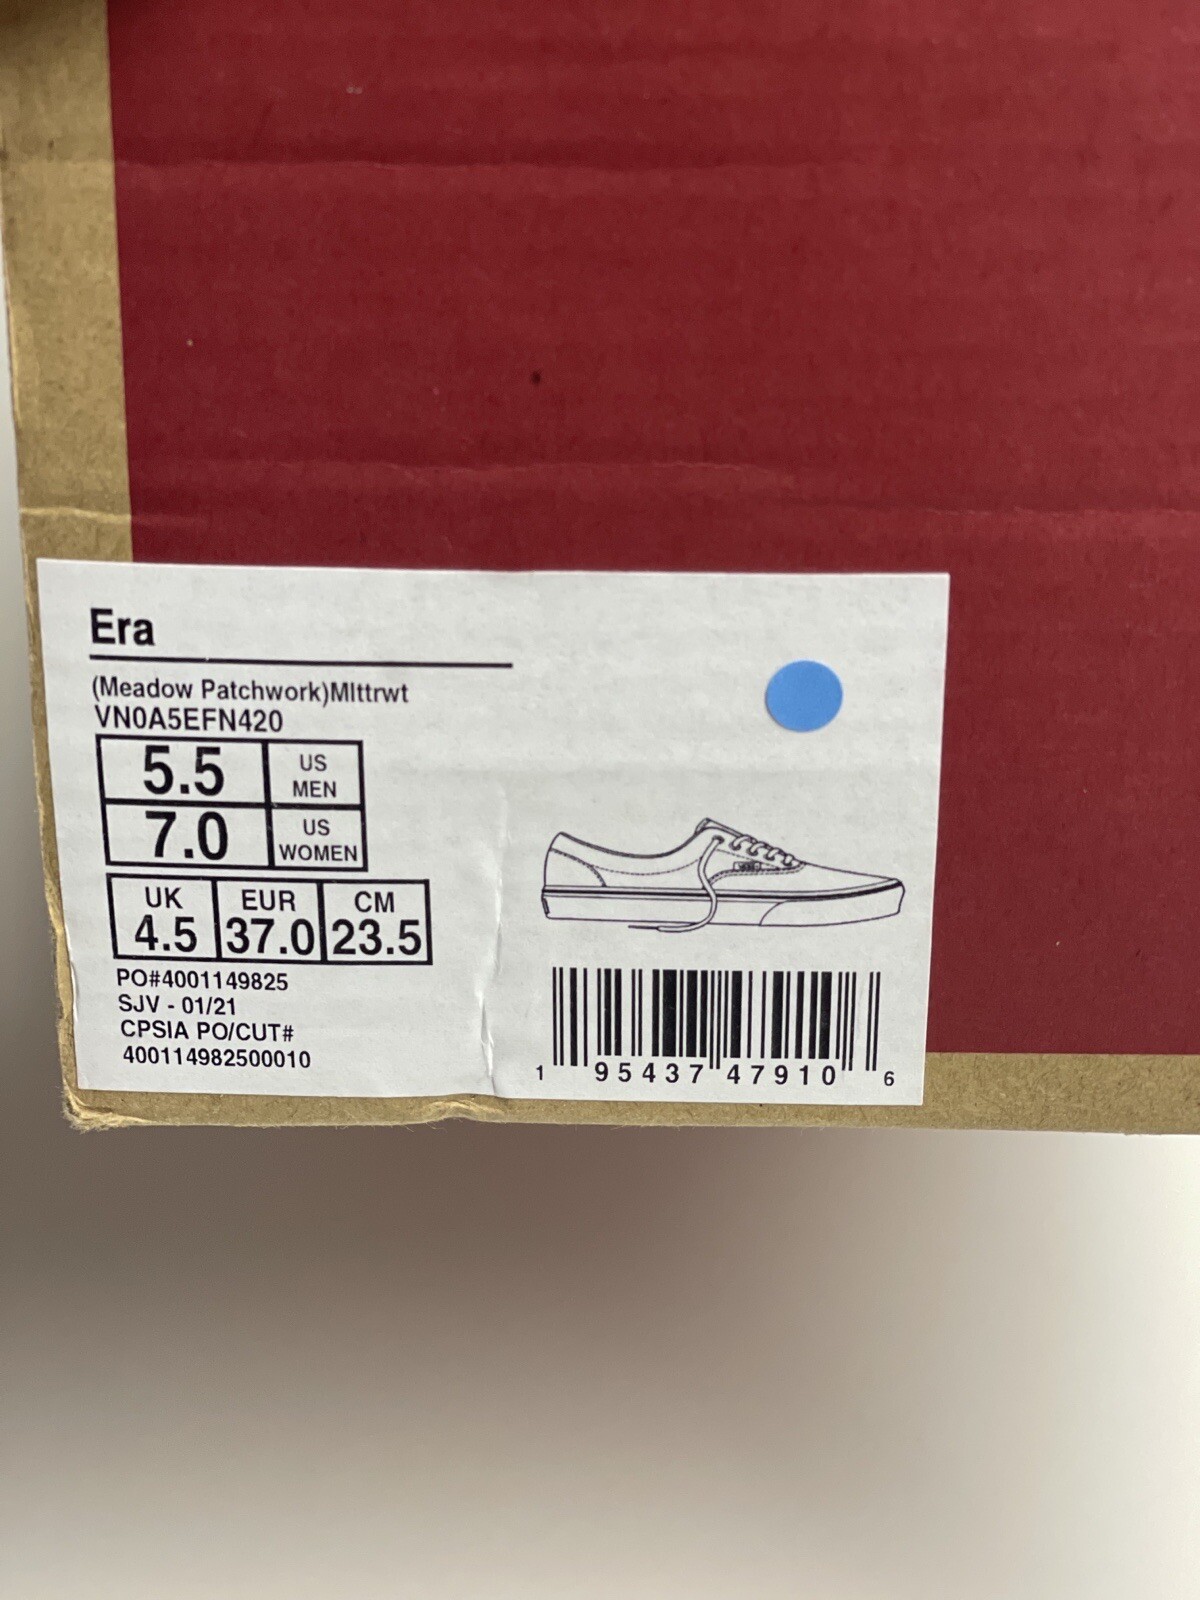 Era
(Meadow Patchwork)Mlttrwt
VN0A5EFN420
5.5 US MEN
7.0 US WOMEN
UK EUR CM
4.5 37.0 23.5
PO#4001149825
SJV - 01/21
CPSIA PO/CUT#
400114982500010
1 95437 47910 6